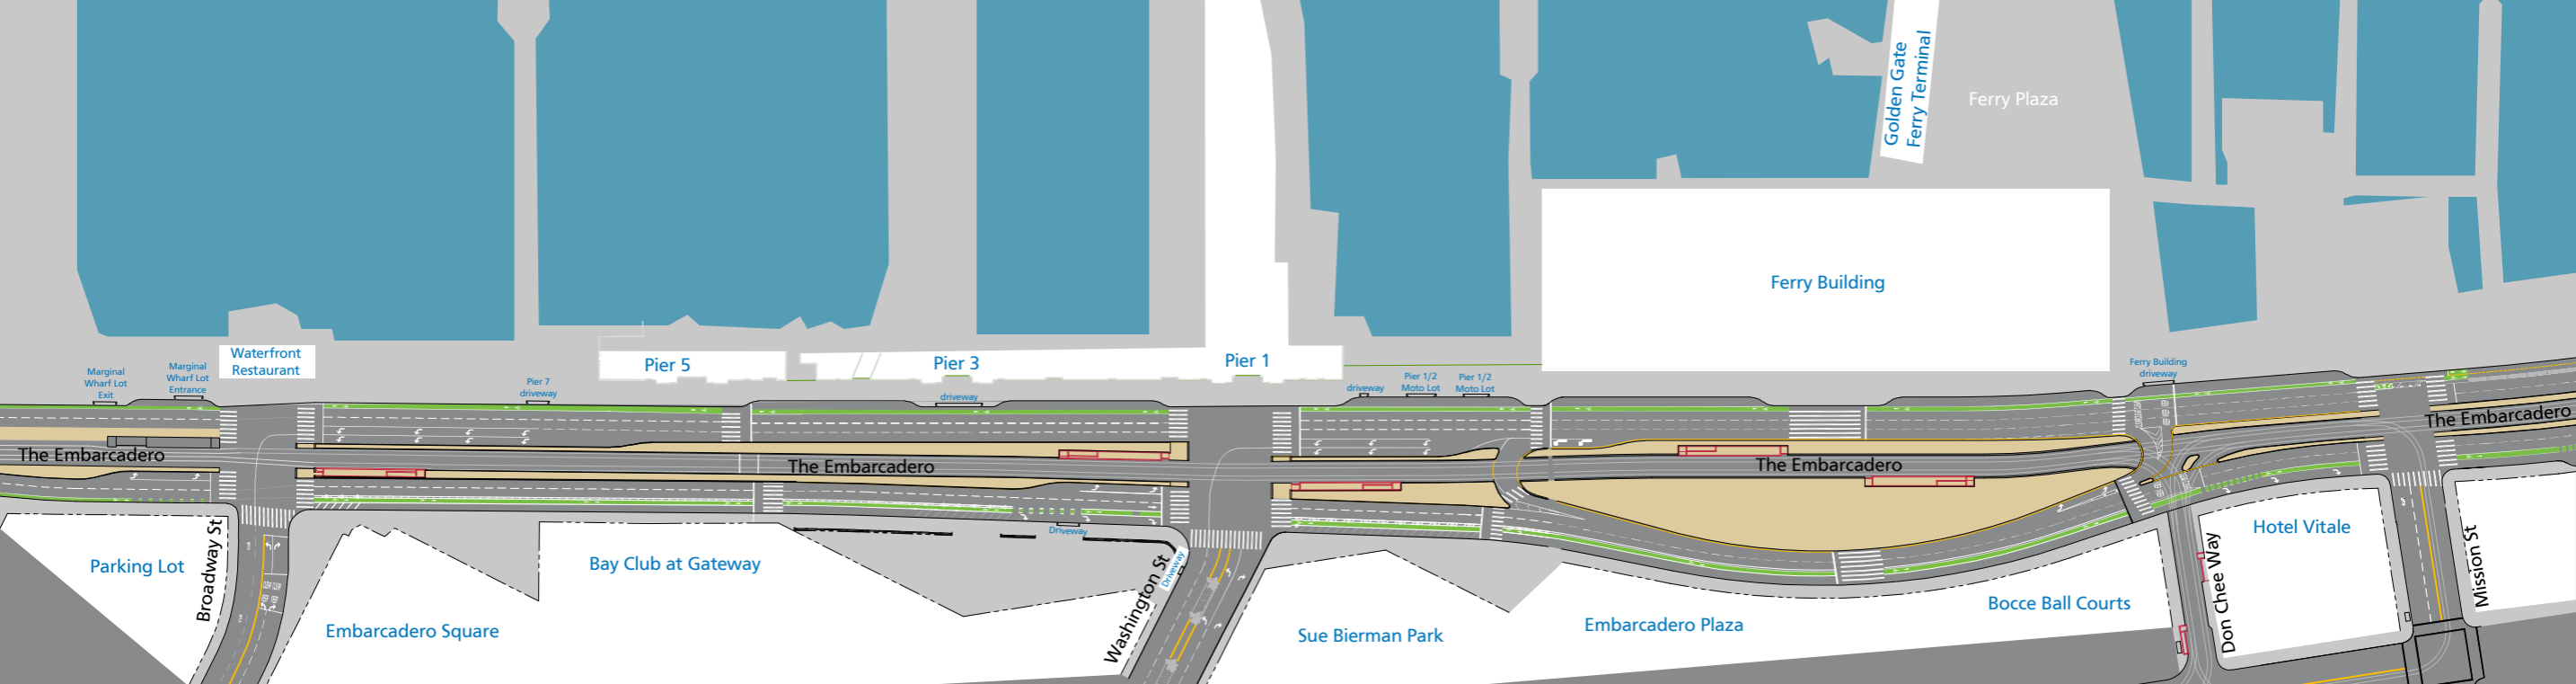 Golden Gate
Ferry Terminal
Ferry Plaza
Ferry Building
Waterfront
Restaurant
Pier 5
Pier 3
Pier 1
Marginal
Wharf Lot
Exit
Marginal
Wharf Lot
Entrance
Pier 7
driveway
driveway
driveway
Pier 1/2
Moto Lot
Pier 1/2
Moto Lot
Ferry Building
driveway
The Embarcadero
The Embarcadero
The Embarcadero
The Embarcadero
Driveway
Driveway
Parking Lot
Broadway St
Embarcadero Square
Bay Club at Gateway
Washington St
Sue Bierman Park
Embarcadero Plaza
Bocce Ball Courts
Don Chee Way
Hotel Vitale
Mission St